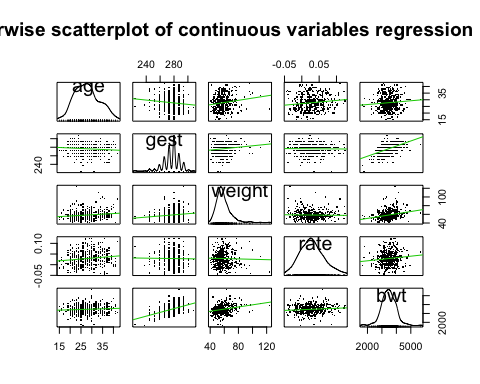 rwise scatterplot of continuous variables regression
240 280 -0.05 0.05
age 15 35
240 gest
weight 40 100
-0.05 0.10 rate
bwt 2000
15 25 35 40 80 120 2000 5000